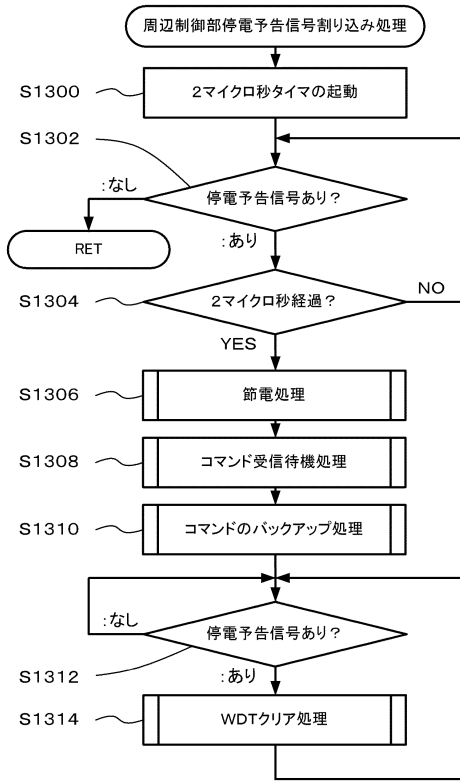 周辺制御部停電予告信号割り込み処理
S1300
2マイクロ秒タイマの起動
S1302
停電予告信号あり？
：なし
RET
：あり
S1304
2マイクロ秒経過？
NO
YES
S1306
節電処理
S1308
コマンド受信待機処理
S1310
コマンドのバックアップ処理
：なし
停電予告信号あり？
S1312
：あり
S1314
WDTクリア処理